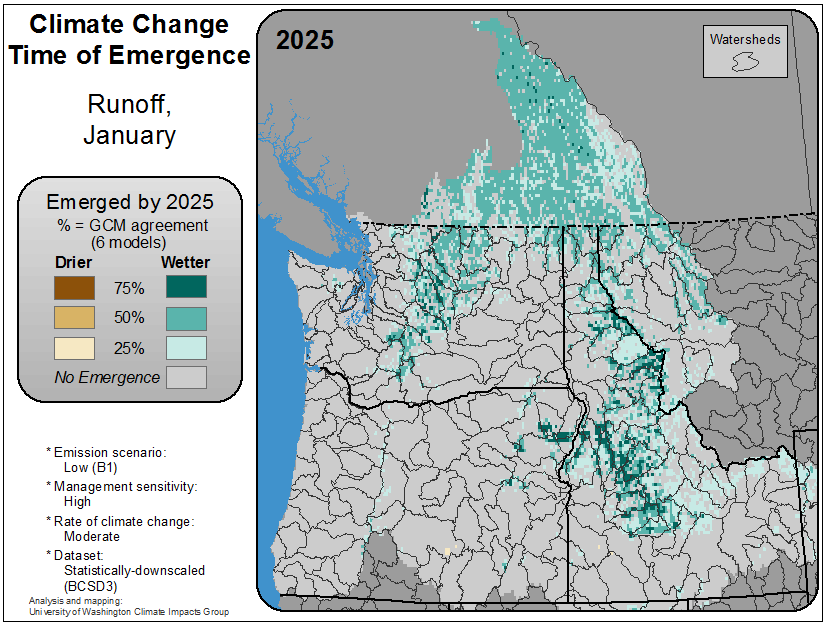 Climate Change
Time of Emergence
Runoff,
January
Emerged by 2025
% = GCM agreement
(6 models)
Drier
Wetter
75%
50%
25%
No Emergence
* Emission scenario:
Low (B1)
* Management sensitivity:
High
* Rate of climate change:
Moderate
* Dataset:
Statistically-downscaled
(BCSD3)
Analysis and mapping:
University of Washington Climate Impacts Group
2025
Watersheds